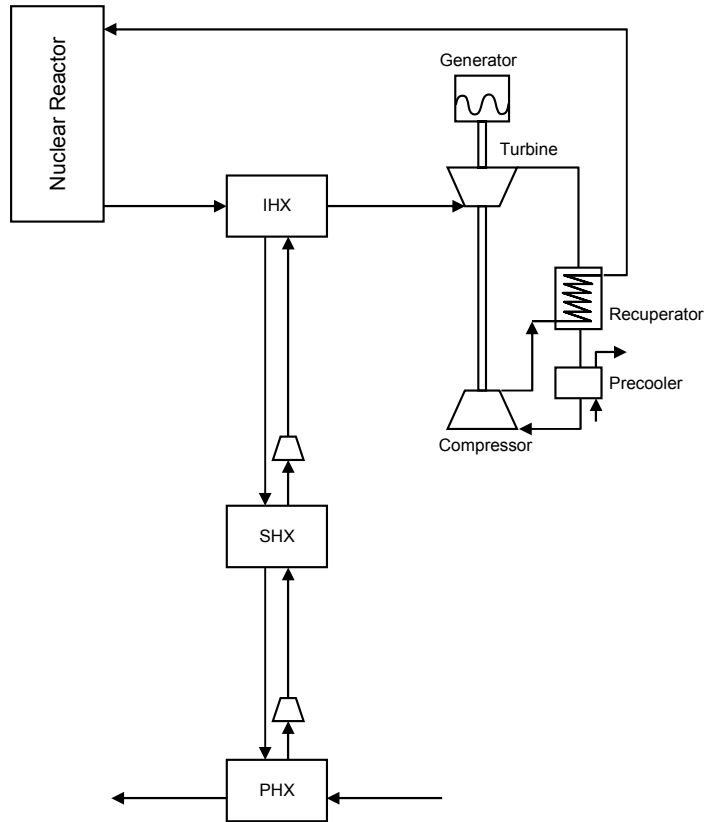 Nuclear Reactor
Generator
Turbine
IHX
Recuperator
Precooler
Compressor
SHX
PHX